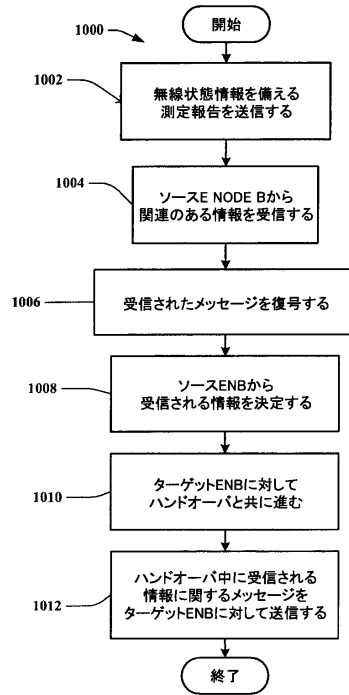 1000
開始
1002
無線状態情報を備える
測定報告を送信する
1004
ソースE NODE Bから
関連のある情報を受信する
1006
受信されたメッセージを復号する
1008
ソースENBから
受信される情報を決定する
1010
ターゲットENBに対して
ハンドオーバと共に進む
1012
ハンドオーバ中に受信される
情報に関するメッセージを
ターゲットENBに対して送信する
終了